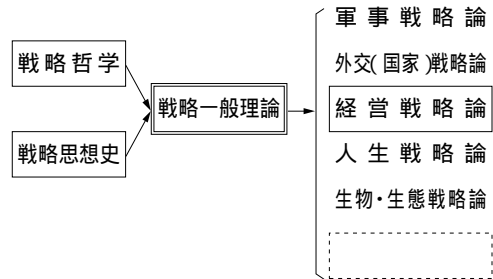 戦略哲学
戦略思想史
戦略一般理論
軍事戦略論
外交(国家)戦略論
経営戦略論
人生戦略論
生物・生態戦略論